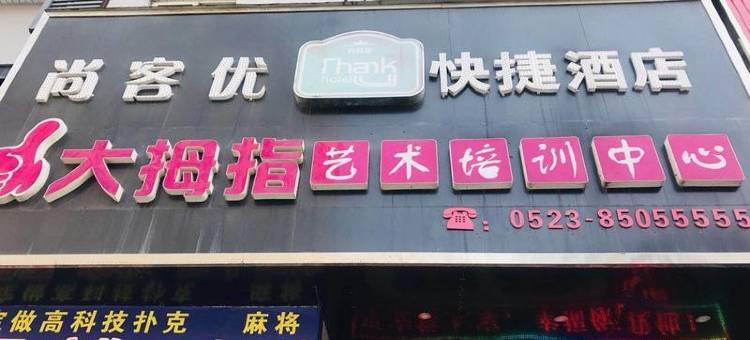 尚客优 Thank 快捷酒店
大拇指艺术培训中心
：0523-85055555
做高科技扑克 麻将